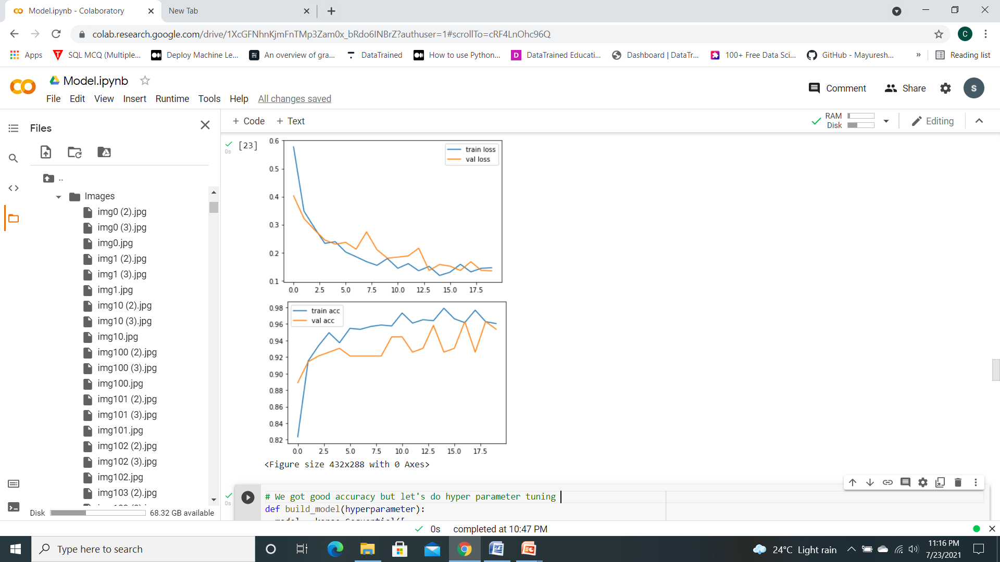 Model.ipynb - Colaboratory
New Tab
colab.research.google.com/drive/1XcGFNhnKjmFnTMp3Zam0x_bRdo6INBrZ?authuser=1#scrollTo=cRF4LnOhc96Q
C
Apps
SQL MCQ (Multiple...
Deploy Machine Le...
An overview of gra...
DataTrained
How to use Python...
DataTrained Educati...
Dashboard | DataTr...
100+ Free Data Sci...
GitHub - Mayuresh...
»
Reading list
Model.ipynb
File Edit View Insert Runtime Tools Help All changes saved
Comment
Share
S
Files
+ Code + Text
RAM
Disk
Editing
..
Images
img0 (2).jpg
img0 (3).jpg
img0.jpg
img1 (2).jpg
img1 (3).jpg
img1.jpg
img10 (2).jpg
img10 (3).jpg
img10.jpg
img100 (2).jpg
img100 (3).jpg
img100.jpg
img101 (2).jpg
img101 (3).jpg
img101.jpg
img102 (2).jpg
img102 (3).jpg
img102.jpg
img103 (2).jpg
Disk 68.32 GB available
[23]
0s
0.6
0.5
0.4
0.3
0.2
0.1
train loss
val loss
0.0 2.5 5.0 7.5 10.0 12.5 15.0 17.5
0.98
0.96
0.94
0.92
0.90
0.88
0.86
0.84
0.82
train acc
val acc
0.0 2.5 5.0 7.5 10.0 12.5 15.0 17.5
<Figure size 432x288 with 0 Axes>
0s
# We got good accuracy but let's do hyper parameter tuning
def build_model(hyperparameter):
model = keras.Sequential([
0s completed at 10:47 PM
Type here to search
24°C Light rain
11:16 PM
7/23/2021